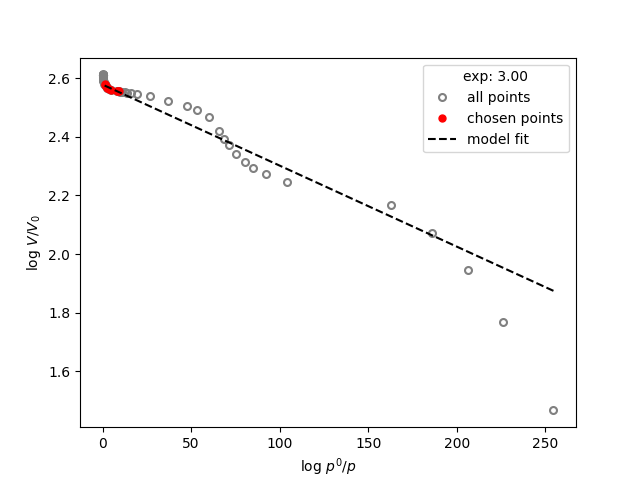 exp: 3.00
all points
chosen points
model fit
2.6
2.4
2.2
2.0
1.8
1.6
log V/V₀
0 50 100 150 200 250
log p⁰/p